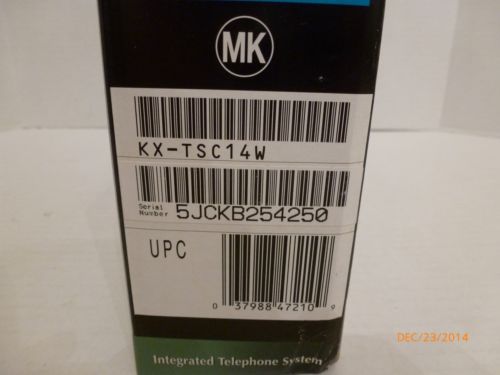 MK
KX-TSC14W
Serial
Number 5JCKB254250
UPC
0 37988 47210 9
Integrated Telephone System
DEC/23/2014